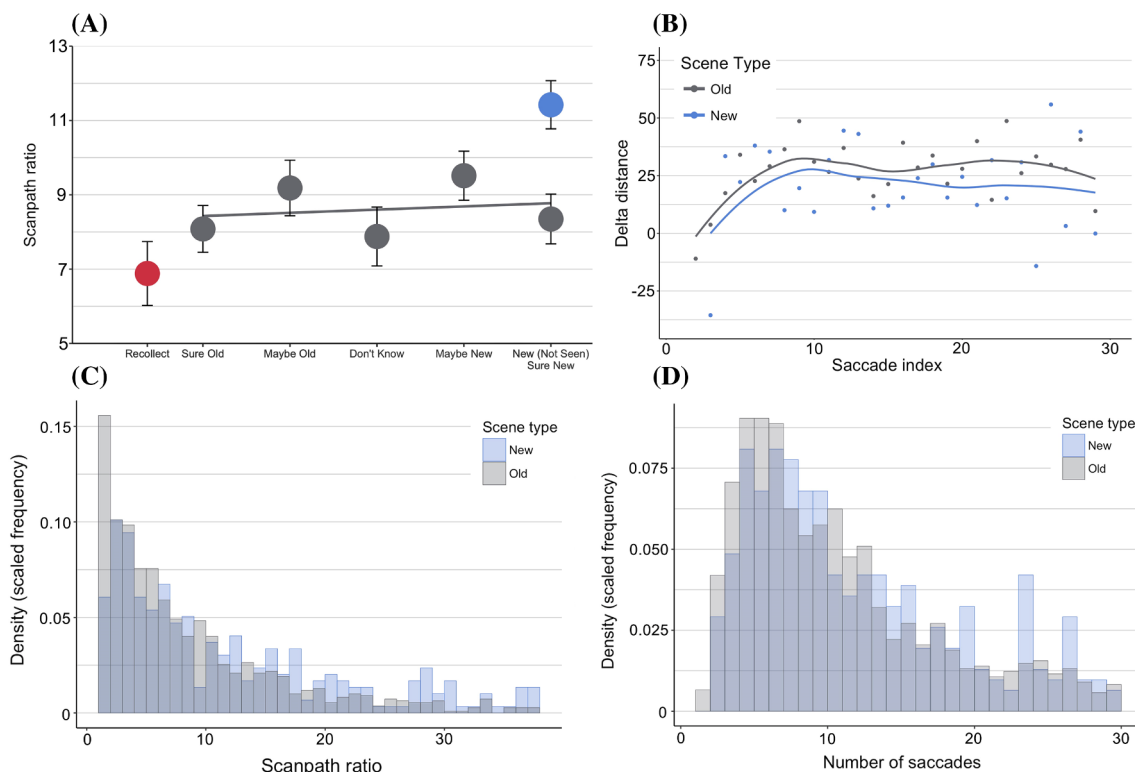 (A)
Scanpath ratio
13
11
9
7
5
Recollect
Sure Old
Maybe Old
Don't Know
Maybe New
New (Not Seen)
Sure New
(B)
Delta distance
75
50
25
0
-25
Scene Type
Old
New
0
10
20
30
Saccade index
(C)
Density (scaled frequency)
0.15
0.10
0.05
0
Scene type
New
Old
0
10
20
30
Scanpath ratio
(D)
Density (scaled frequency)
0.075
0.050
0.025
0
Scene type
New
Old
0
10
20
30
Number of saccades